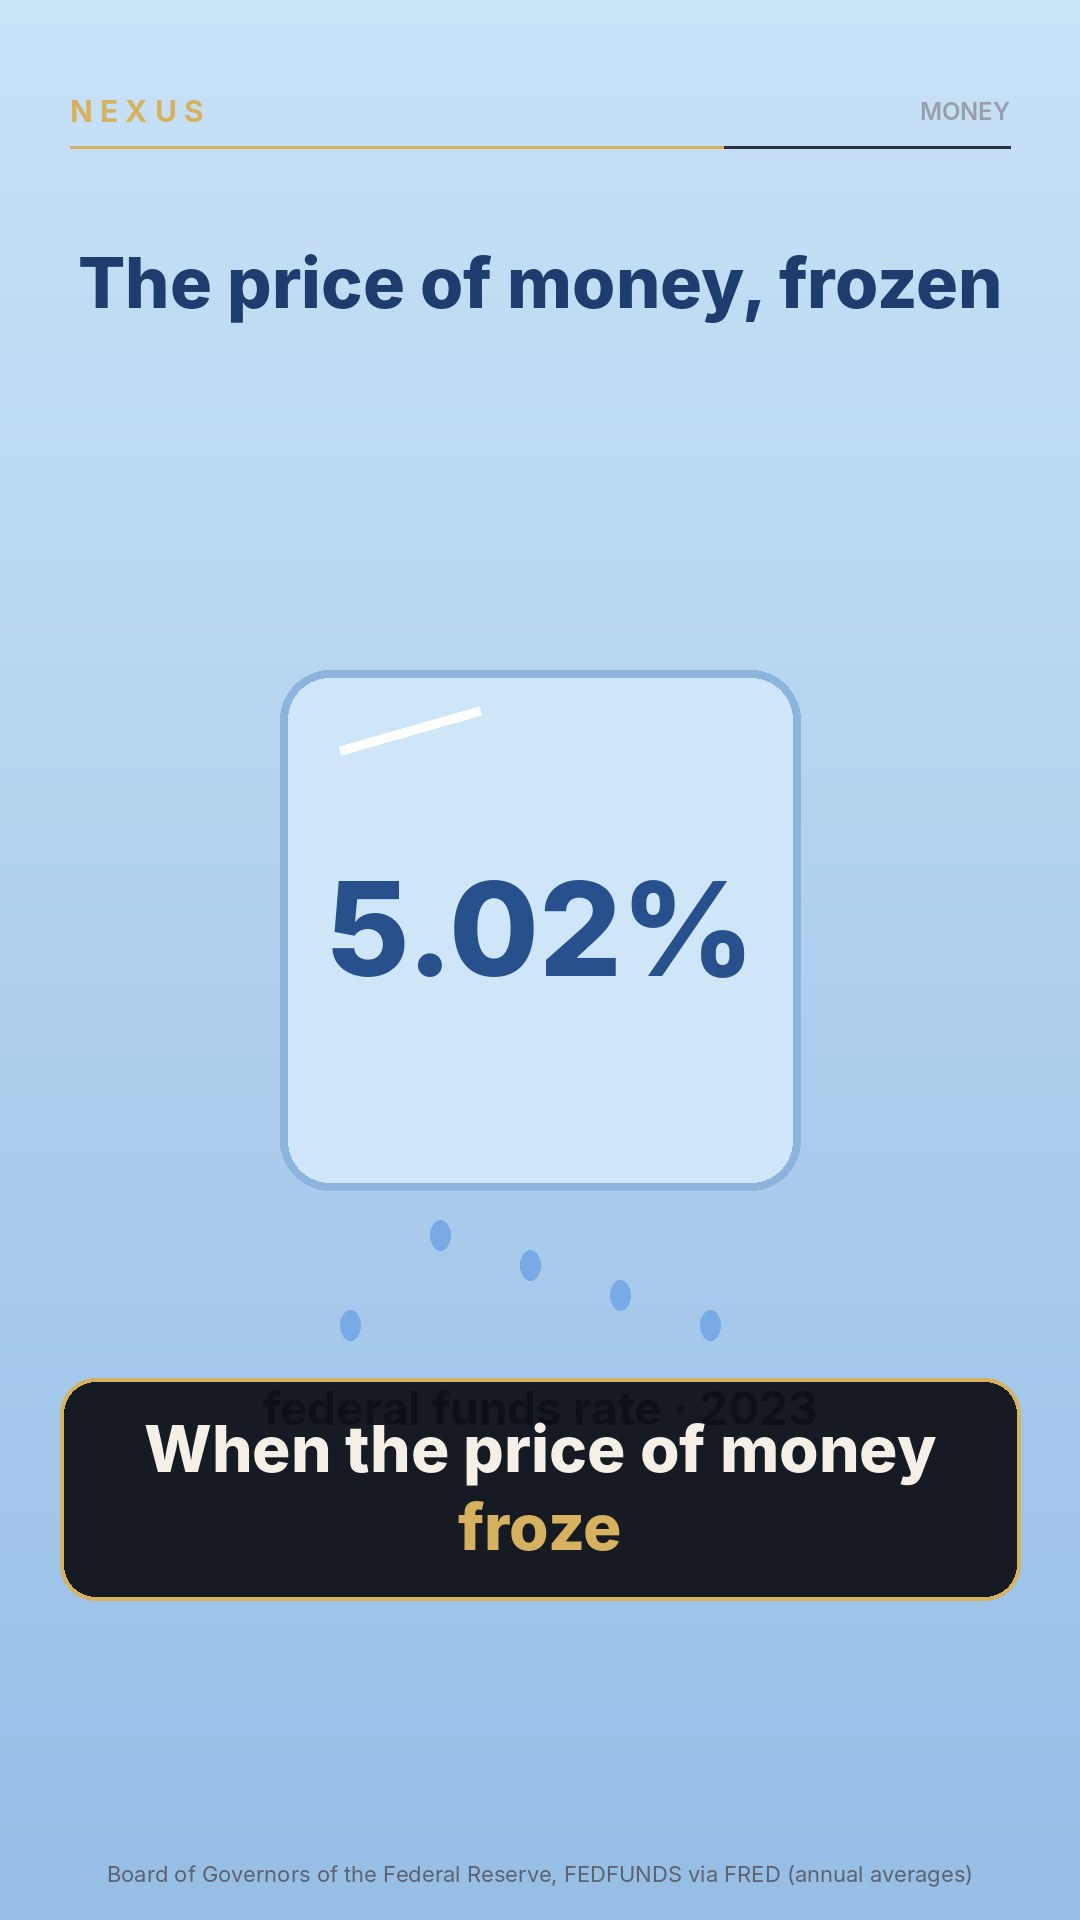 NEXUS
MONEY
The price of money, frozen
5.02%
federal funds rate · 2023
When the price of money
froze
Board of Governors of the Federal Reserve, FEDFUNDS via FRED (annual averages)